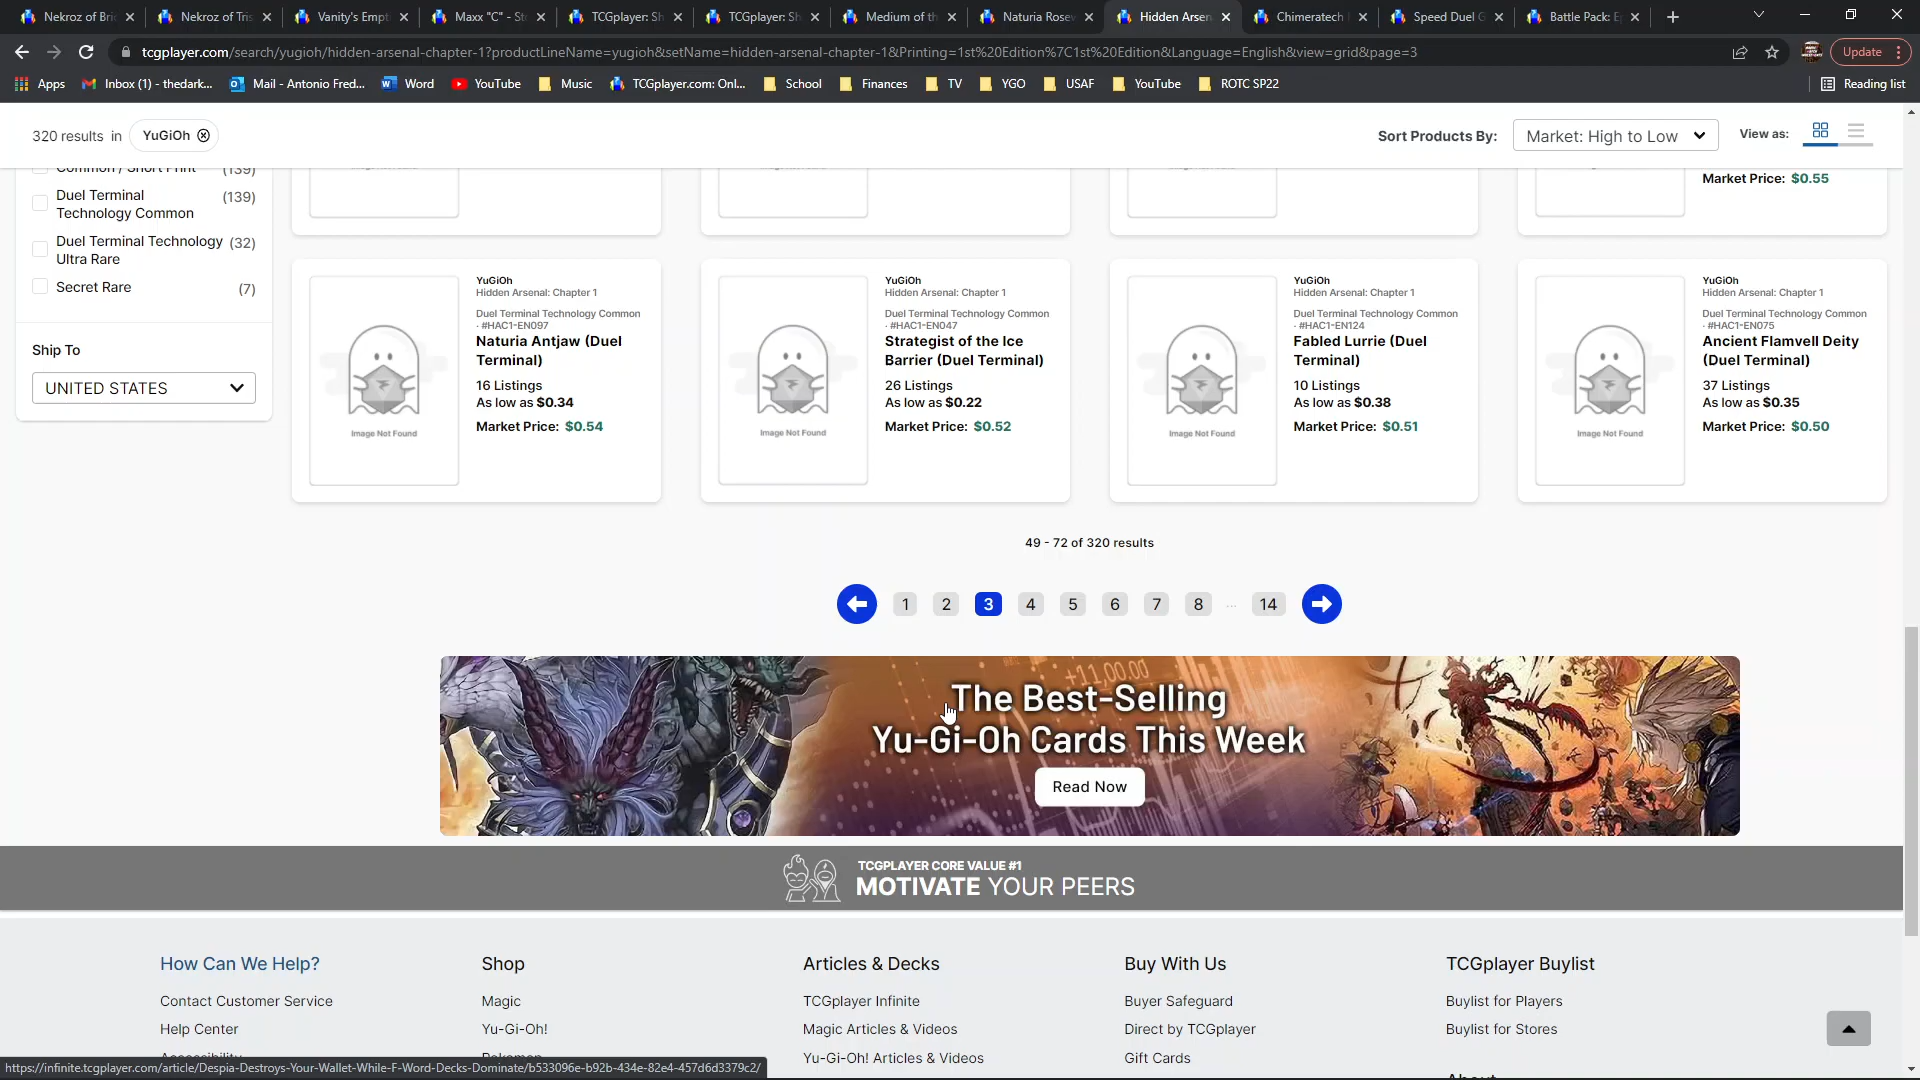 Nekroz of Bri
Nekroz of Tris
Vanity's Empt
Maxx "C" - St
TCGplayer: Sh
TCGplayer: Sh
Medium of th
Naturia Rosew
Hidden Arsen
Chimeratech
Speed Duel G
Battle Pack: E
tcgplayer.com/search/yugioh/hidden-arsenal-chapter-1?productLineName=yugioh&setName=hidden-arsenal-chapter-1&Printing=1st%20Edition%7C1st%20Edition&Language=English&view=grid&page=3
Update
Apps
Inbox (1) - thedark...
Mail - Antonio Fred...
Word
YouTube
Music
TCGplayer.com: Onl...
School
Finances
TV
YGO
USAF
YouTube
ROTC SP22
Reading list
320 results in YuGiOh
Sort Products By: Market: High to Low
View as:
Common / Short Print (139)
Duel Terminal
Technology Common (139)
Duel Terminal Technology (32)
Ultra Rare
Secret Rare (7)
Ship To
UNITED STATES
Market Price: $0.55
Image Not Found
YuGiOh
Hidden Arsenal: Chapter 1
Duel Terminal Technology Common
· #HAC1-EN097
Naturia Antjaw (Duel
Terminal)
16 Listings
As low as $0.34
Market Price: $0.54
Image Not Found
YuGiOh
Hidden Arsenal: Chapter 1
Duel Terminal Technology Common
· #HAC1-EN047
Strategist of the Ice
Barrier (Duel Terminal)
26 Listings
As low as $0.22
Market Price: $0.52
Image Not Found
YuGiOh
Hidden Arsenal: Chapter 1
Duel Terminal Technology Common
· #HAC1-EN124
Fabled Lurrie (Duel
Terminal)
10 Listings
As low as $0.38
Market Price: $0.51
Image Not Found
YuGiOh
Hidden Arsenal: Chapter 1
Duel Terminal Technology Common
· #HAC1-EN075
Ancient Flamvell Deity
(Duel Terminal)
37 Listings
As low as $0.35
Market Price: $0.50
49 - 72 of 320 results
1 2 3 4 5 6 7 8 ... 14
+11,00.00
The Best-Selling
Yu-Gi-Oh Cards This Week
Read Now
TCGPLAYER CORE VALUE #1
MOTIVATE YOUR PEERS
How Can We Help?
Contact Customer Service
Help Center
Accessibility
Shop
Magic
Yu-Gi-Oh!
Pokemon
Articles & Decks
TCGplayer Infinite
Magic Articles & Videos
Yu-Gi-Oh! Articles & Videos
Buy With Us
Buyer Safeguard
Direct by TCGplayer
Gift Cards
TCGplayer Buylist
Buylist for Players
Buylist for Stores
About
https://infinite.tcgplayer.com/article/Despia-Destroys-Your-Wallet-While-F-Word-Decks-Dominate/b533096e-b92b-434e-82e4-457d6d3379c2/